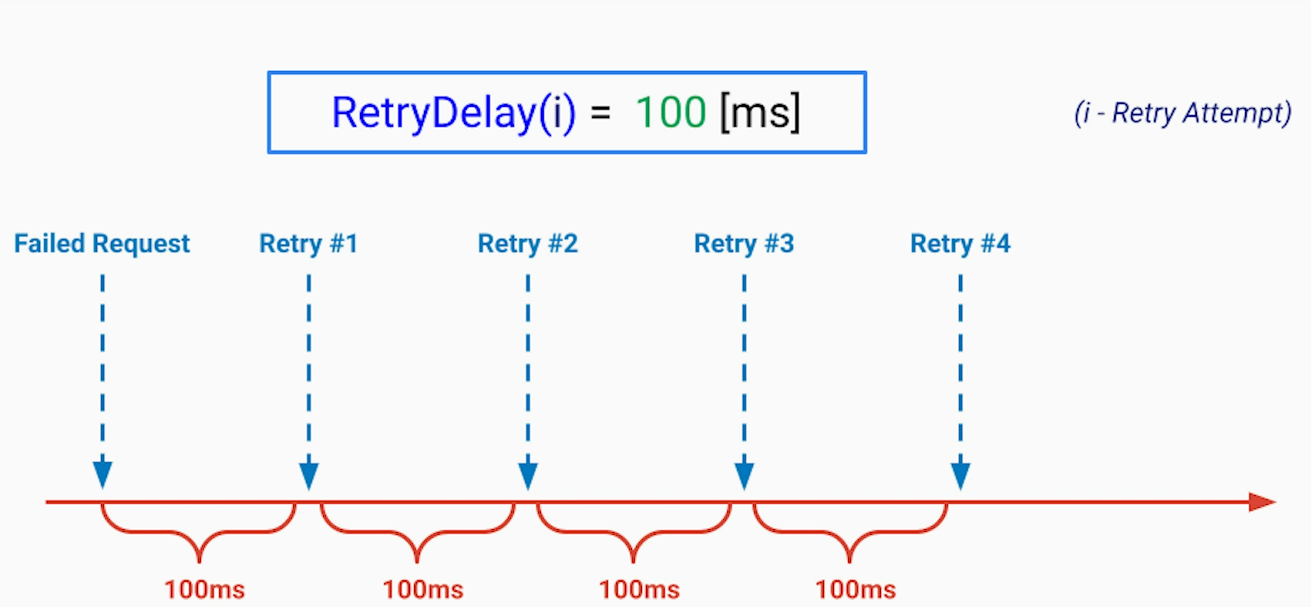 RetryDelay(i) = 100 [ms]
(i - Retry Attempt)
Failed Request
Retry #1
Retry #2
Retry #3
Retry #4
100ms
100ms
100ms
100ms